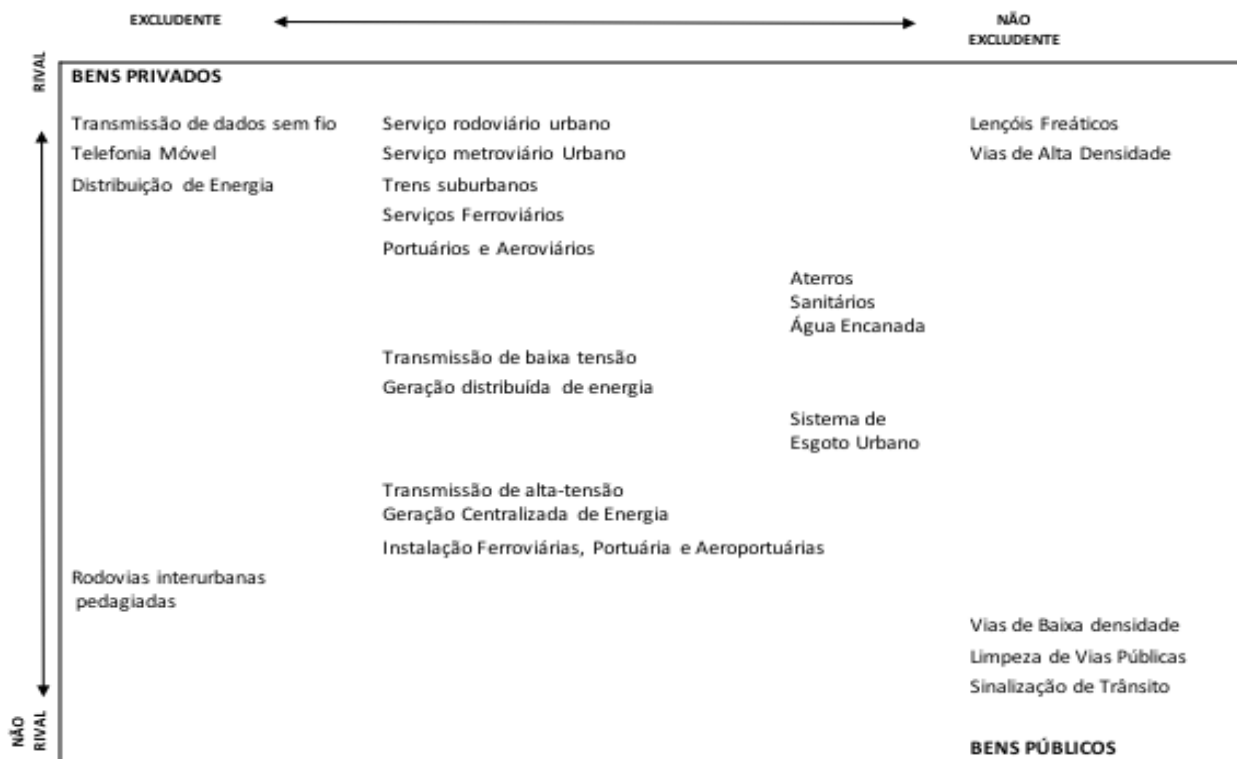 EXCLUDENTE
NÃO
EXCLUDENTE
RIVAL
BENS PRIVADOS
Transmissão de dados sem fio
Serviço rodoviário urbano
Lençóis Freáticos
Telefonia Móvel
Serviço metroviário Urbano
Vias de Alta Densidade
Distribuição de Energia
Trens suburbanos
Serviços Ferroviários
Portuários e Aeroviários
Aterros
Sanitários
Água Encanada
Transmissão de baixa tensão
Geração distribuída de energia
Sistema de
Esgoto Urbano
Transmissão de alta-tensão
Geração Centralizada de Energia
Instalação Ferroviárias, Portuária e Aeroportuárias
Rodovias interurbanas
pedagiadas
Vias de Baixa densidade
Limpeza de Vias Públicas
Sinalização de Trânsito
NÃO
RIVAL
BENS PÚBLICOS